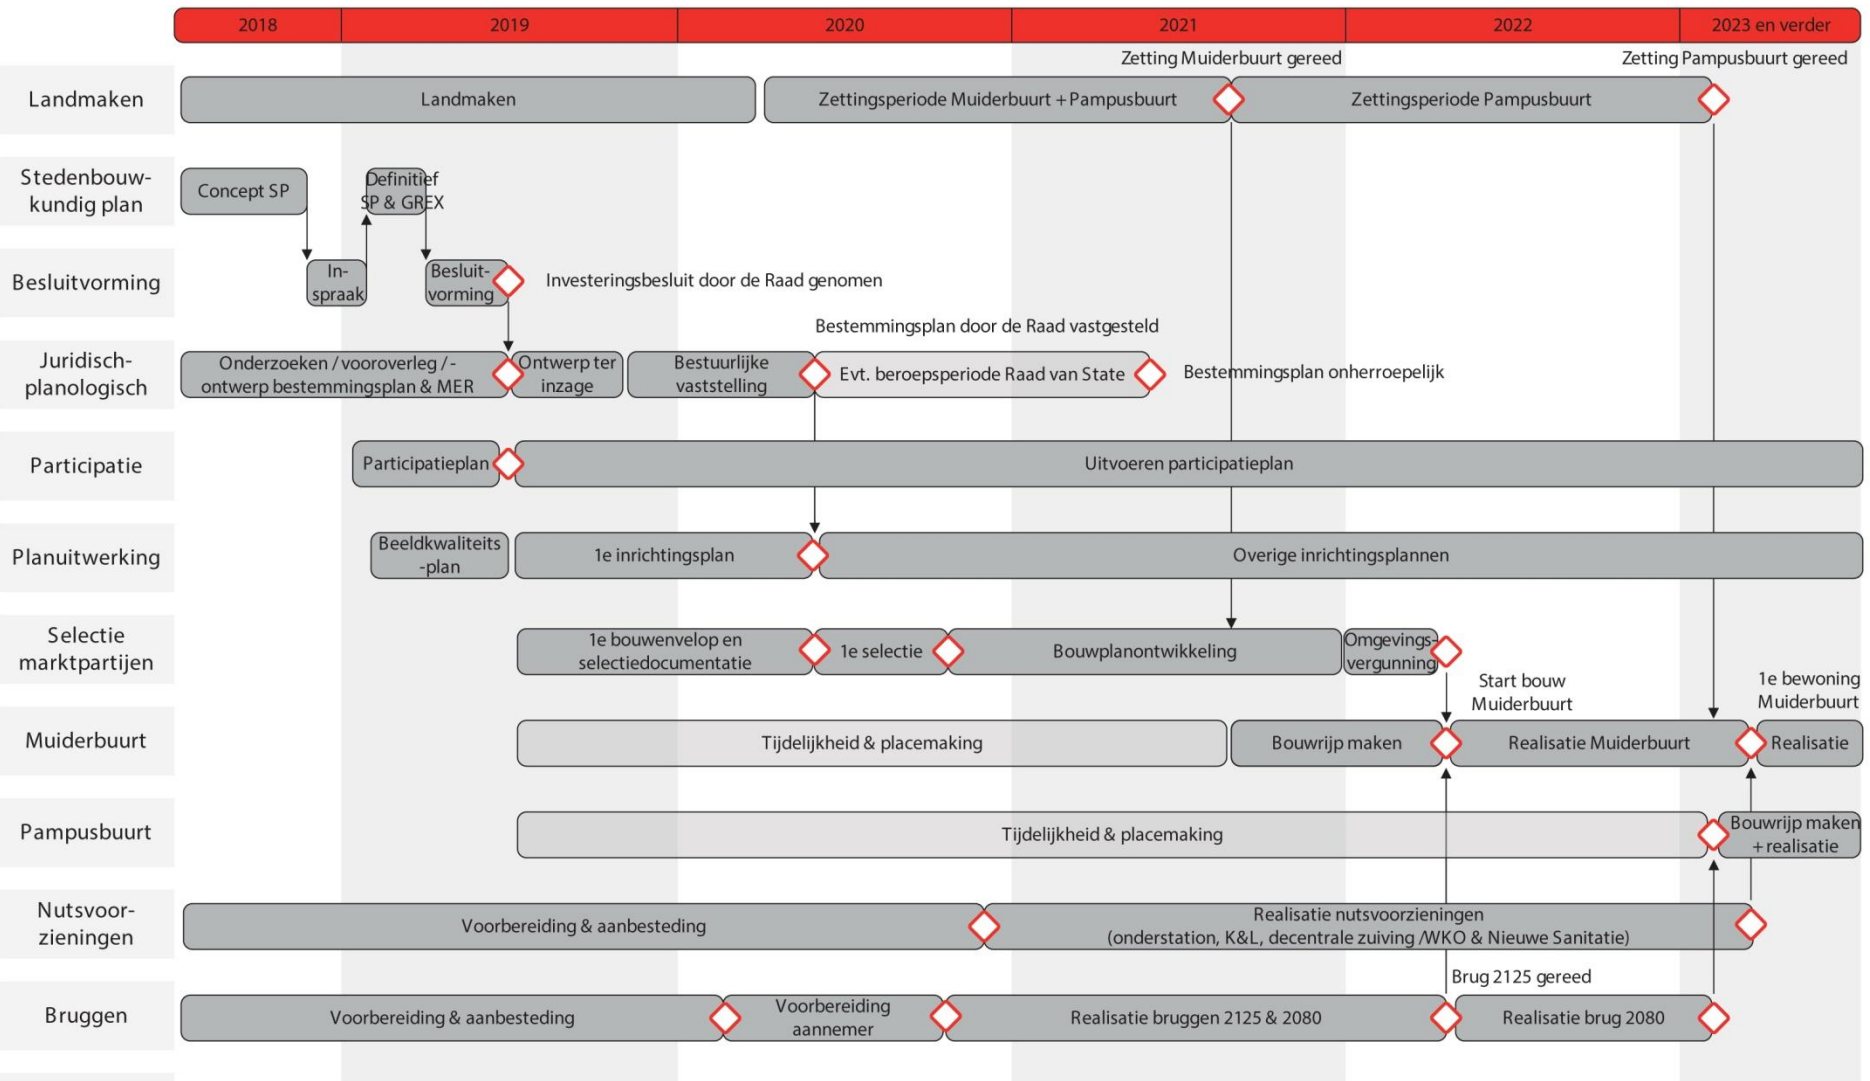 2018
2019
2020
2021
2022
2023 en verder
Zetting Muiderbuurt gereed
Zetting Pampusbuurt gereed
Landmaken
Landmaken
Zettingsperiode Muiderbuurt + Pampusbuurt
Zettingsperiode Pampusbuurt
Stedenbouw-
kundig plan
Concept SP
Definitief
SP & GREX
Besluitvorming
In-
spraak
Besluit-
vorming
Investeringsbesluit door de Raad genomen
Bestemmingsplan door de Raad vastgesteld
Juridisch-
planologisch
Onderzoeken / vooroverleg / -
ontwerp bestemmingsplan & MER
Ontwerp ter
inzage
Bestuurlijke
vaststelling
Evt. beroepsperiode Raad van State
Bestemmingsplan onherroepelijk
Participatie
Participatieplan
Uitvoeren participatieplan
Planuitwerking
Beeldkwaliteits
-plan
1e inrichtingsplan
Overige inrichtingsplannen
Selectie
marktpartijen
1e bouwenvelop en
selectiedocumentatie
1e selectie
Bouwplanontwikkeling
Omgevings-
vergunning
Start bouw
Muiderbuurt
1e bewoning
Muiderbuurt
Muiderbuurt
Tijdelijkheid & placemaking
Bouwrijp maken
Realisatie Muiderbuurt
Realisatie
Pampusbuurt
Tijdelijkheid & placemaking
Bouwrijp maken
+ realisatie
Nutsvoor-
zieningen
Voorbereiding & aanbesteding
Realisatie nutsvoorzieningen
(onderstation, K&L, decentrale zuiving /WKO & Nieuwe Sanitatie)
Brug 2125 gereed
Bruggen
Voorbereiding & aanbesteding
Voorbereiding
aannemer
Realisatie bruggen 2125 & 2080
Realisatie brug 2080